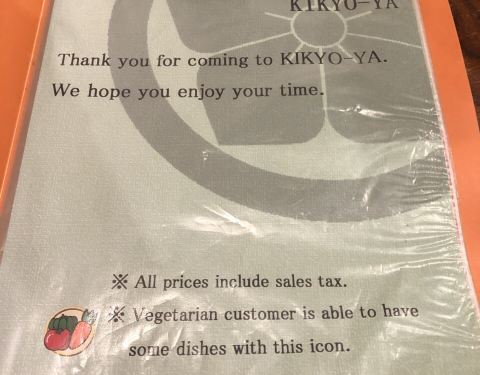 KIKYO-YA
Thank you for coming to KIKYO-YA.
We hope you enjoy your time.
※ All prices include sales tax.
※ Vegetarian customer is able to have
some dishes with this icon.